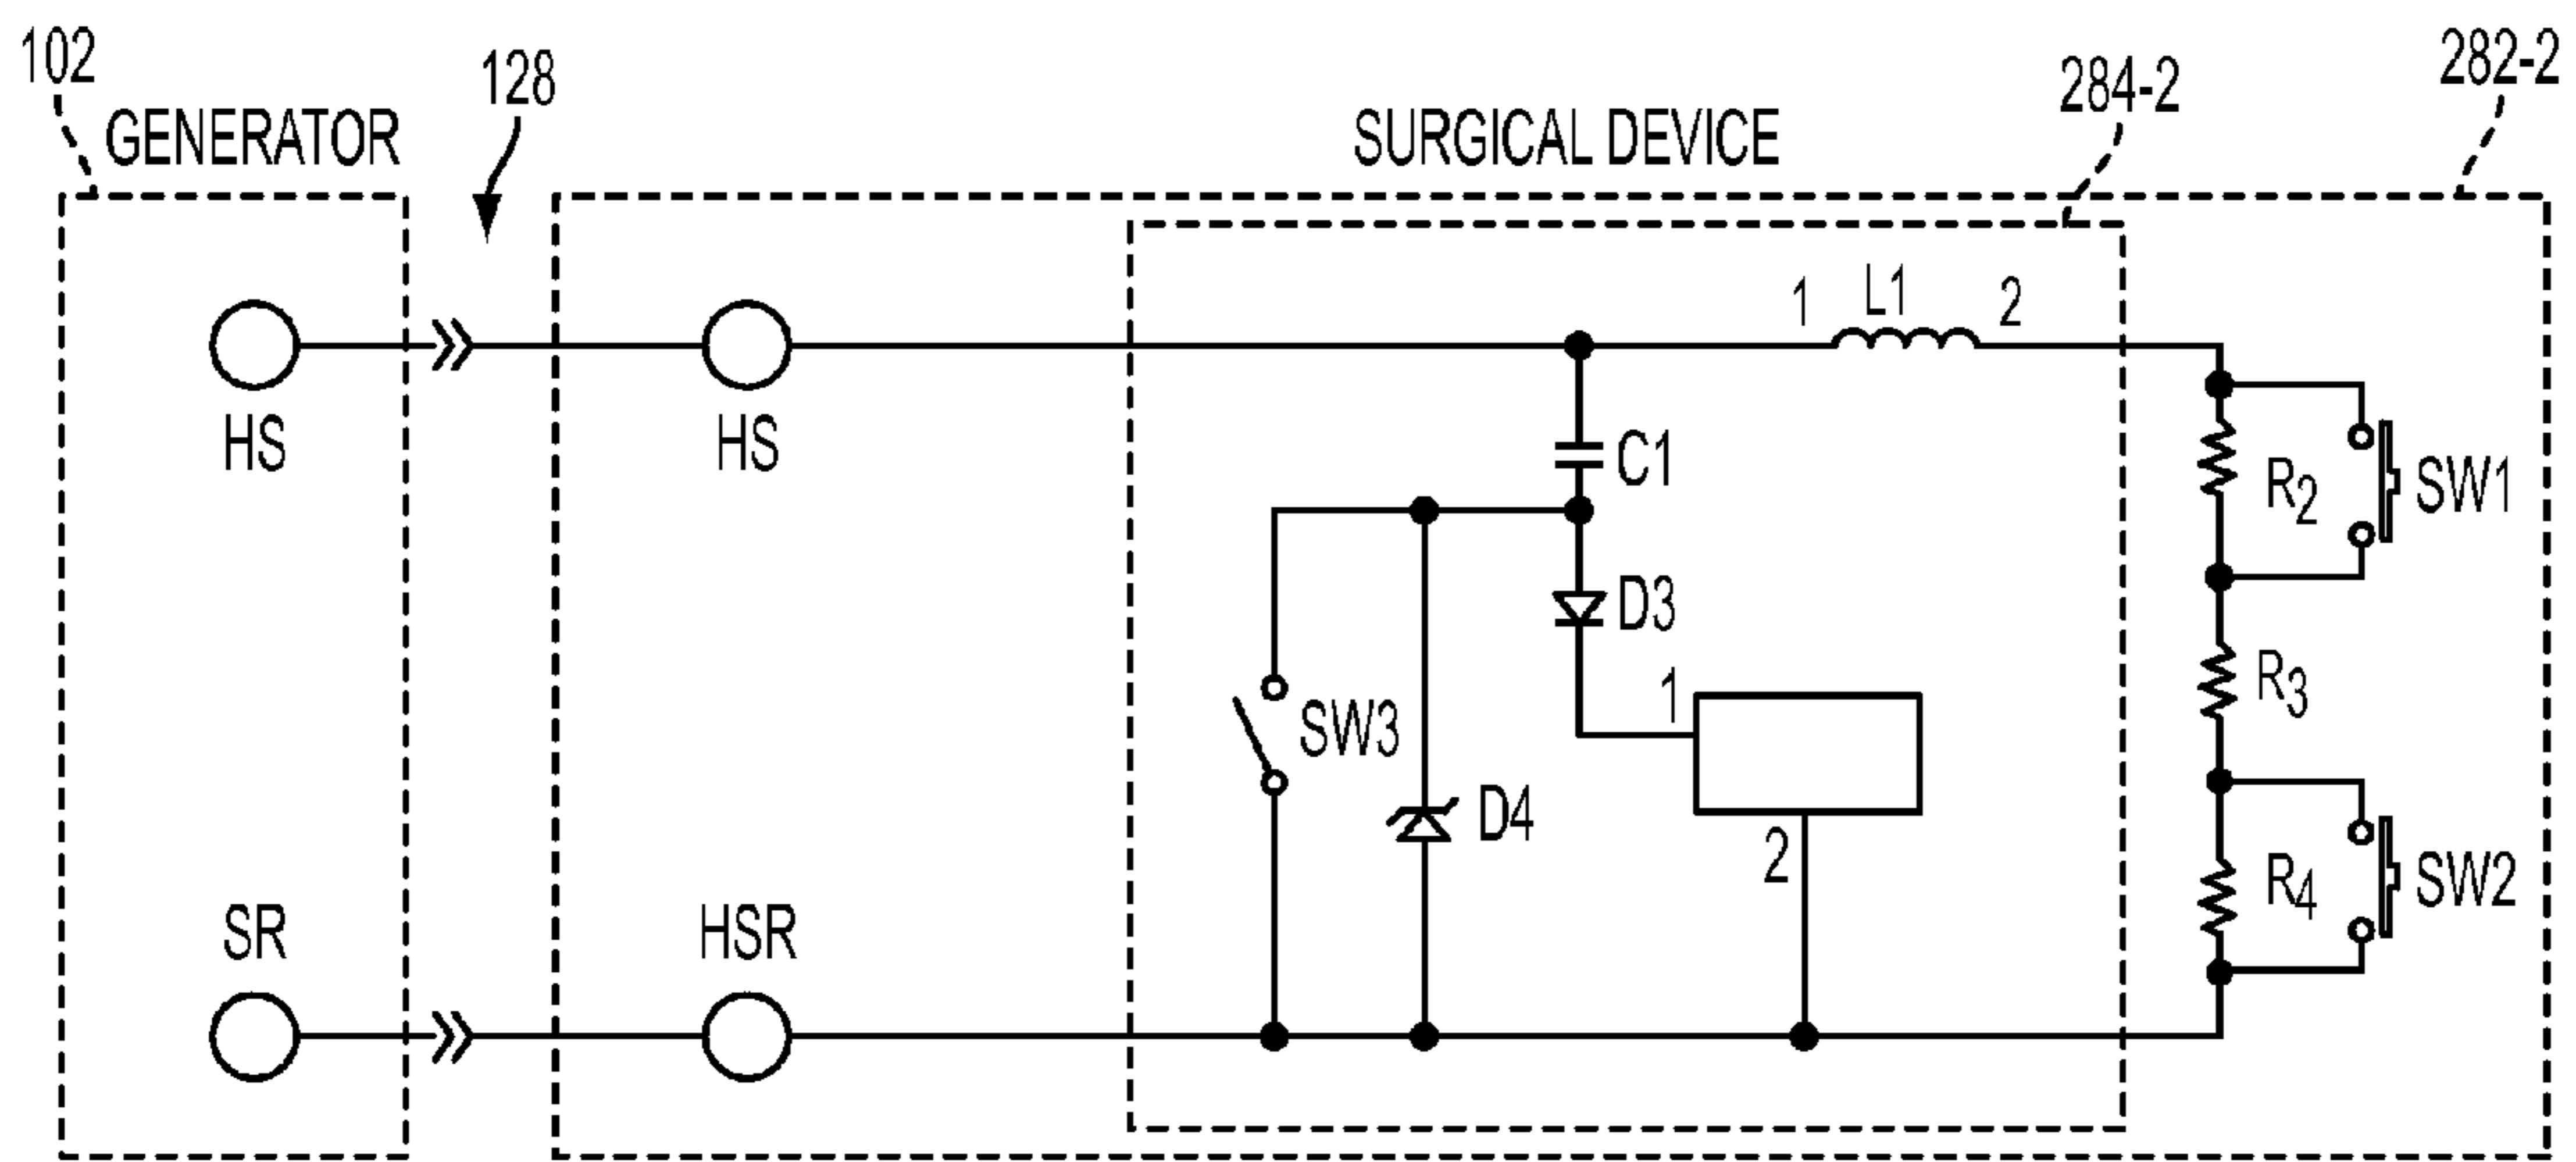 102
GENERATOR
128
SURGICAL DEVICE
284-2
282-2
HS
HS
1
L1
2
C1
R2
SW1
D3
R3
1
SW3
D4
2
R4
SW2
SR
HSR